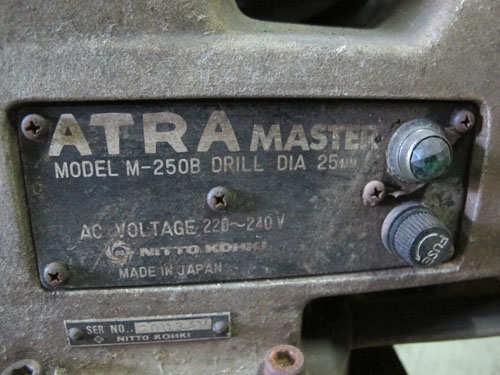 ATRA MASTER
MODEL M-250B DRILL DIA 25mm
AC VOLTAGE 220~240V
NITTO KOHKI
MADE IN JAPAN
FUSE
SER NO..
NITTO KOHKI